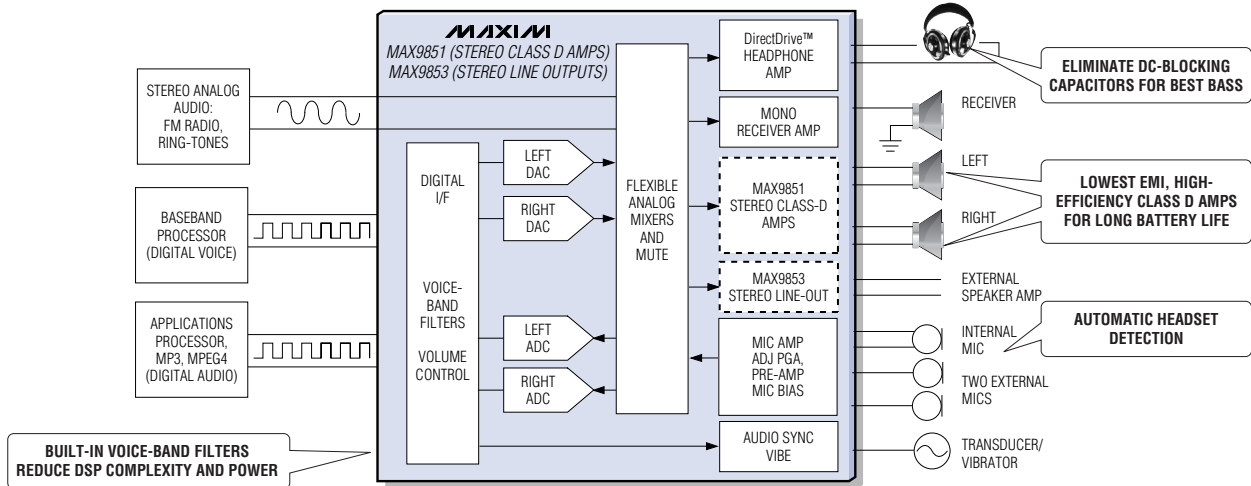 MAXIM
MAX9851 (STEREO CLASS D AMPS)
MAX9853 (STEREO LINE OUTPUTS)
STEREO ANALOG
AUDIO:
FM RADIO,
RING-TONES
BASEBAND
PROCESSOR
(DIGITAL VOICE)
APPLICATIONS
PROCESSOR,
MP3, MPEG4
(DIGITAL AUDIO)
BUILT-IN VOICE-BAND FILTERS
REDUCE DSP COMPLEXITY AND POWER
DIGITAL
I/F
VOICE-
BAND
FILTERS
VOLUME
CONTROL
LEFT
DAC
RIGHT
DAC
LEFT
ADC
RIGHT
ADC
FLEXIBLE
ANALOG
MIXERS
AND
MUTE
DirectDrive™
HEADPHONE
AMP
MONO
RECEIVER AMP
MAX9851
STEREO CLASS-D
AMPS
MAX9853
STEREO LINE-OUT
MIC AMP
ADJ PGA,
PRE-AMP
MIC BIAS
AUDIO SYNC
VIBE
RECEIVER
LEFT
RIGHT
EXTERNAL
SPEAKER AMP
INTERNAL
MIC
TWO EXTERNAL
MICS
TRANSDUCER/
VIBRATOR
ELIMINATE DC-BLOCKING
CAPACITORS FOR BEST BASS
LOWEST EMI, HIGH-
EFFICIENCY CLASS D AMPS
FOR LONG BATTERY LIFE
AUTOMATIC HEADSET
DETECTION